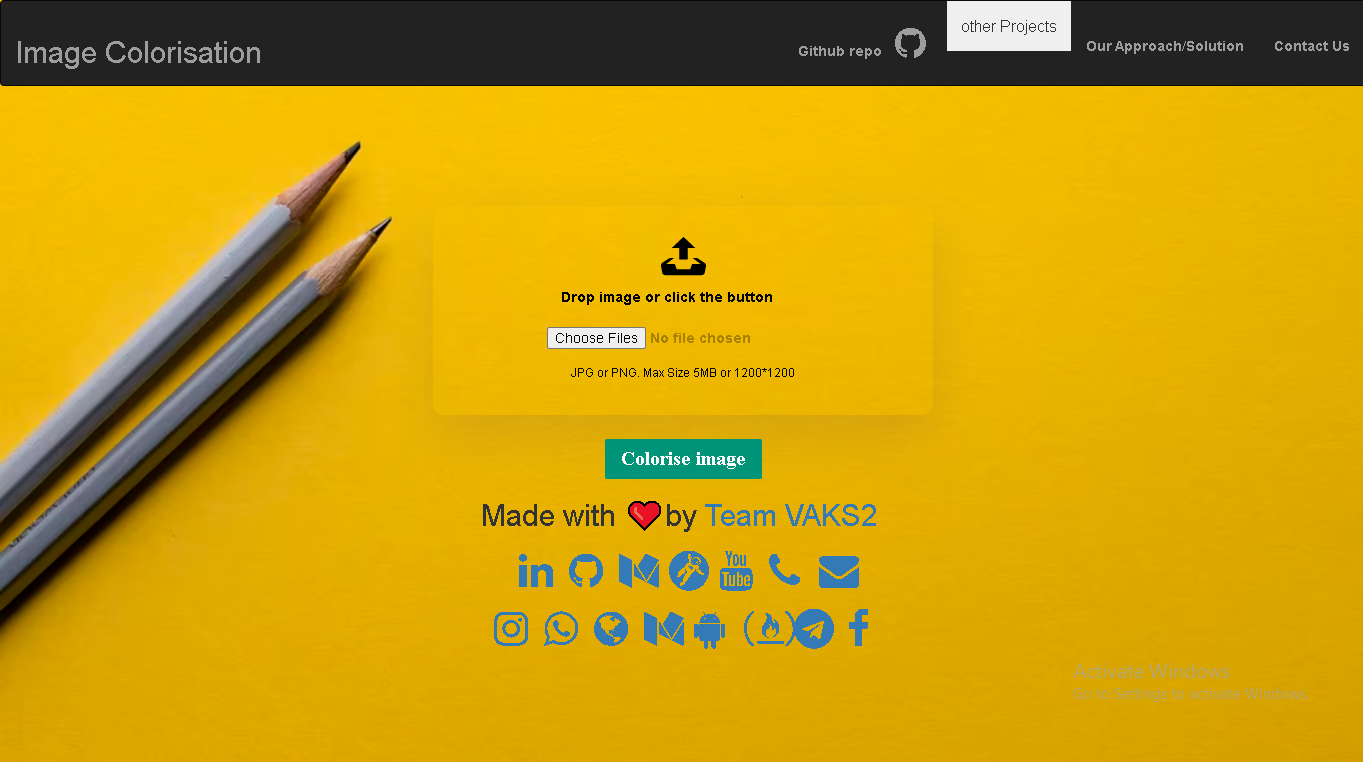 Image Colorisation
Github repo
other Projects
Our Approach/Solution
Contact Us
Drop image or click the button
Choose Files No file chosen
JPG or PNG. Max Size 5MB or 1200*1200
Colorise image
Made with by Team VAKS2
in
You
Tube
f
Activate Windows
Go to Settings to activate Windows.